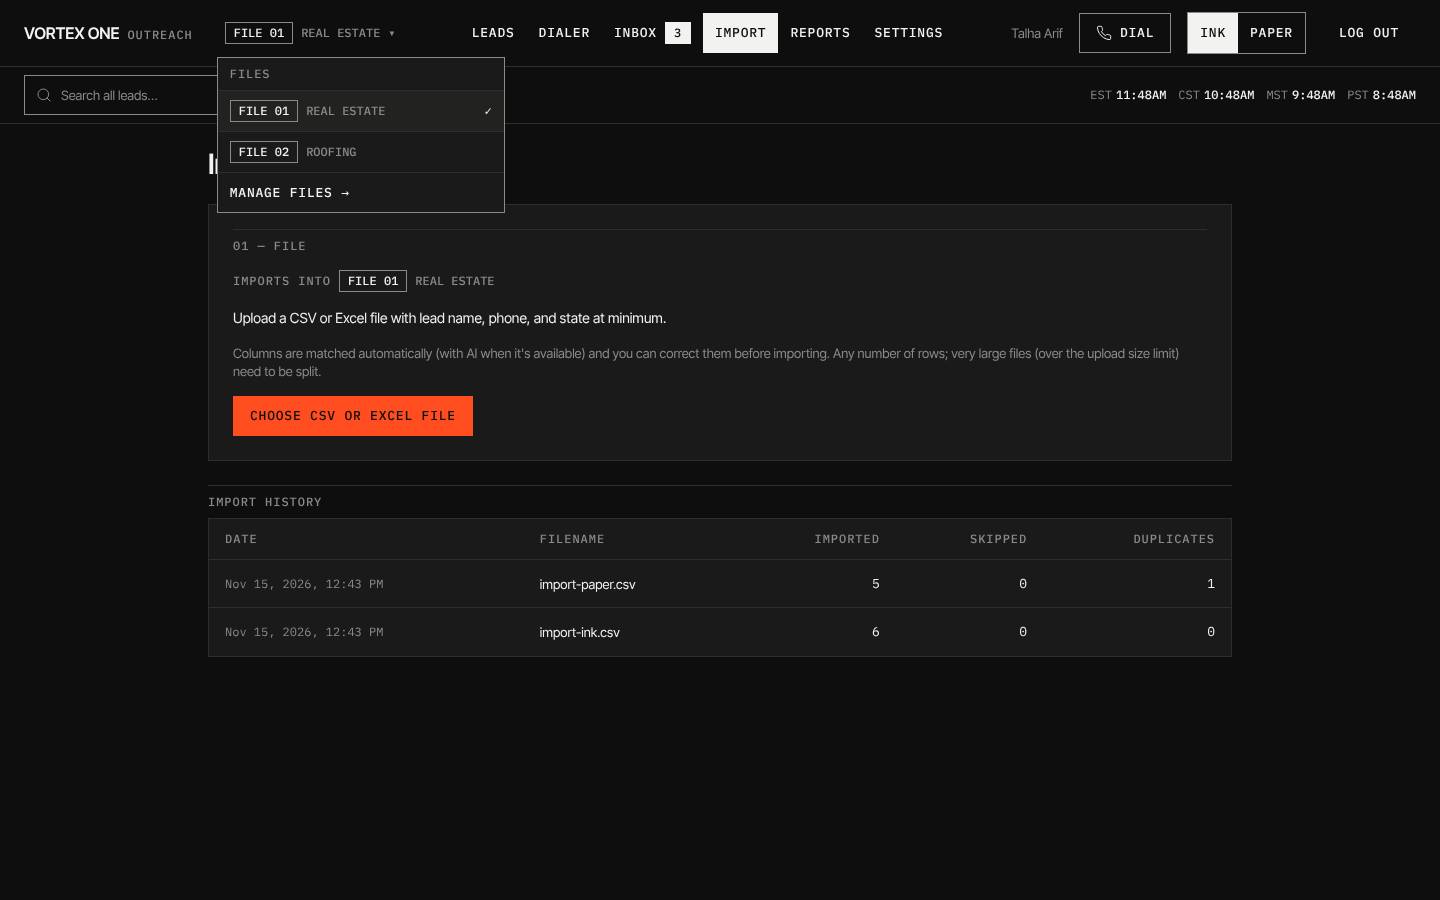 VORTEX ONE OUTREACH FILE 01 REAL ESTATE ▾ LEADS DIALER INBOX 3 IMPORT REPORTS SETTINGS Talha Arif DIAL INK PAPER LOG OUT
Search all leads... EST 11:48AM CST 10:48AM MST 9:48AM PST 8:48AM
FILES
FILE 01 REAL ESTATE ✓
FILE 02 ROOFING
MANAGE FILES →
01 — FILE
IMPORTS INTO FILE 01 REAL ESTATE
Upload a CSV or Excel file with lead name, phone, and state at minimum.
Columns are matched automatically (with AI when it's available) and you can correct them before importing. Any number of rows; very large files (over the upload size limit)
need to be split.
CHOOSE CSV OR EXCEL FILE
IMPORT HISTORY
DATE FILENAME IMPORTED SKIPPED DUPLICATES
Nov 15, 2026, 12:43 PM import-paper.csv 5 0 1
Nov 15, 2026, 12:43 PM import-ink.csv 6 0 0